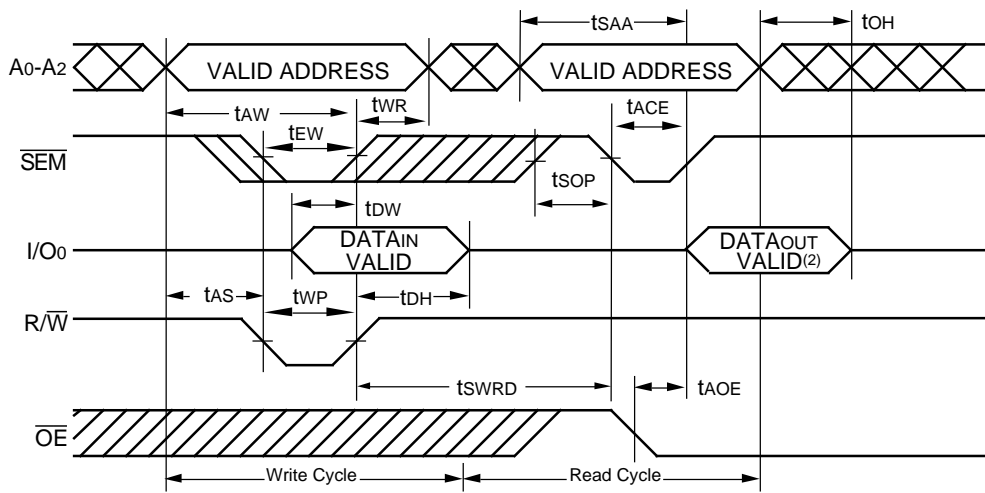 tSAA
tOH
A0-A2
VALID ADDRESS
VALID ADDRESS
tAW
tWR
tACE
tEW
SEM
tSOP
tDW
I/O0
DATAIN
VALID
DATAOUT
VALID(2)
tAS
tWP
tDH
R/W
tSWRD
tAOE
OE
Write Cycle
Read Cycle